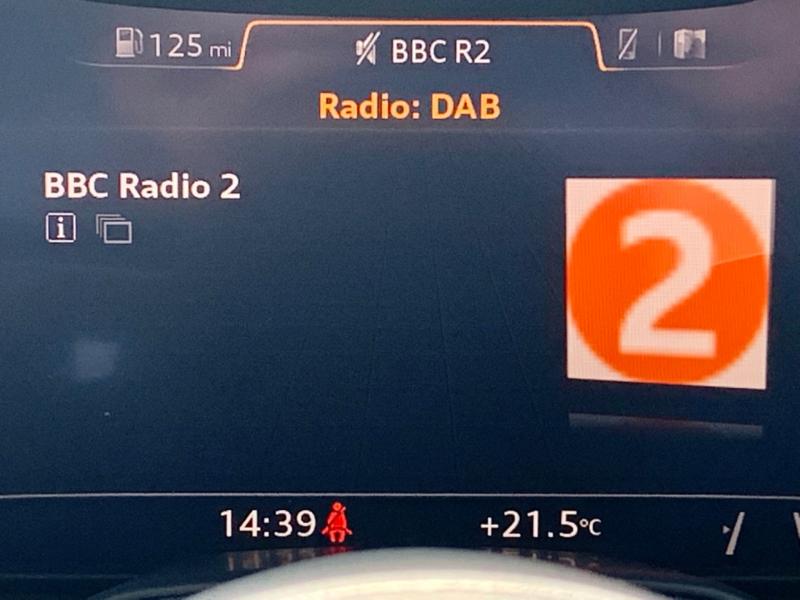 125 mi
BBC R2
Radio: DAB
BBC Radio 2
i
2
14:39
+21.5°C